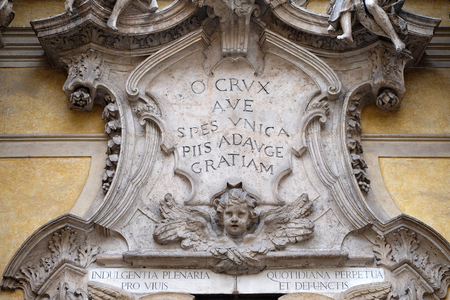 O CRVX
AVE
SPES VNICA
PIIS ADAVGE
GRATIAM
INDULGENTIA PLENARIA
PRO VIVIS
QUOTIDIANA PERPETUA
ET DEFUNCTIS